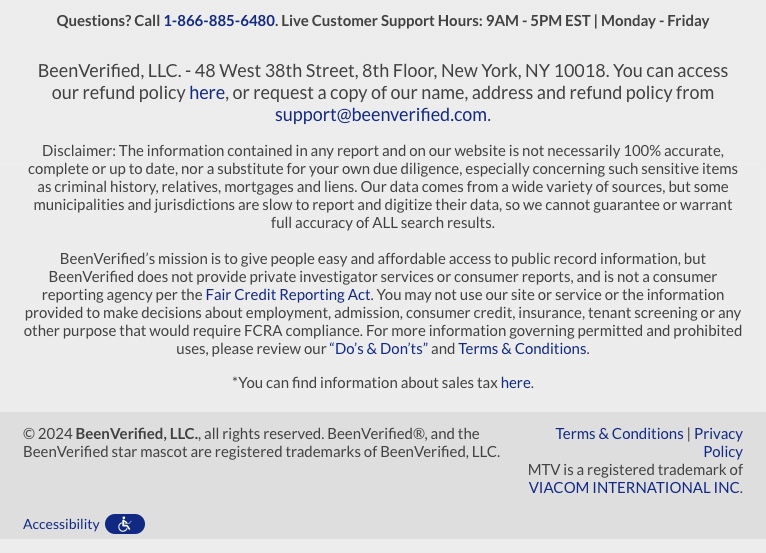 Questions? Call 1-866-885-6480. Live Customer Support Hours: 9AM - 5PM EST | Monday - Friday
BeenVerified, LLC. - 48 West 38th Street, 8th Floor, New York, NY 10018. You can access
our refund policy here, or request a copy of our name, address and refund policy from
support@beenverified.com.
Disclaimer: The information contained in any report and on our website is not necessarily 100% accurate,
complete or up to date, nor a substitute for your own due diligence, especially concerning such sensitive items
as criminal history, relatives, mortgages and liens. Our data comes from a wide variety of sources, but some
municipalities and jurisdictions are slow to report and digitize their data, so we cannot guarantee or warrant
full accuracy of ALL search results.
BeenVerified's mission is to give people easy and affordable access to public record information, but
BeenVerified does not provide private investigator services or consumer reports, and is not a consumer
reporting agency per the Fair Credit Reporting Act. You may not use our site or service or the information
provided to make decisions about employment, admission, consumer credit, insurance, tenant screening or any
other purpose that would require FCRA compliance. For more information governing permitted and prohibited
uses, please review our "Do's & Don'ts" and Terms & Conditions.
*You can find information about sales tax here.
© 2024 BeenVerified, LLC., all rights reserved. BeenVerified®, and the
BeenVerified star mascot are registered trademarks of BeenVerified, LLC.
Terms & Conditions | Privacy
Policy
MTV is a registered trademark of
VIACOM INTERNATIONAL INC.
Accessibility